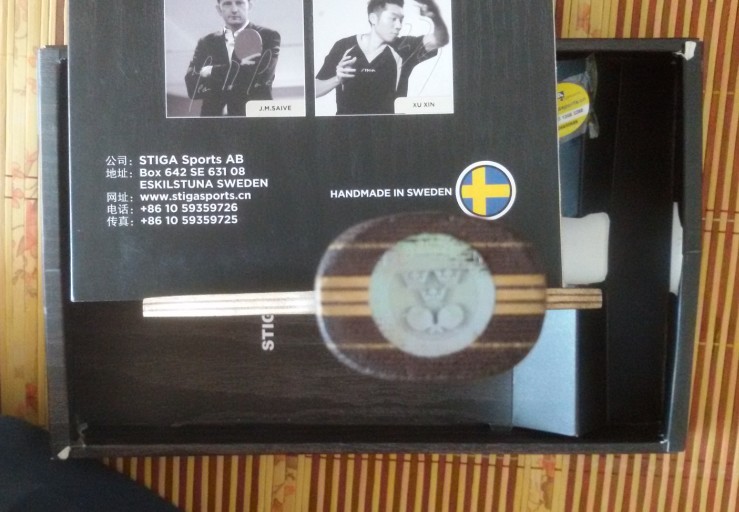 J.M.SAIVE
XU XIN
公司：STIGA Sports AB
地址：Box 642 SE 631 08
ESKILSTUNA SWEDEN
网址：www.stigasports.cn
电话：+86 10 59359726
传真：+86 10 59359725
HANDMADE IN SWEDEN
STIG